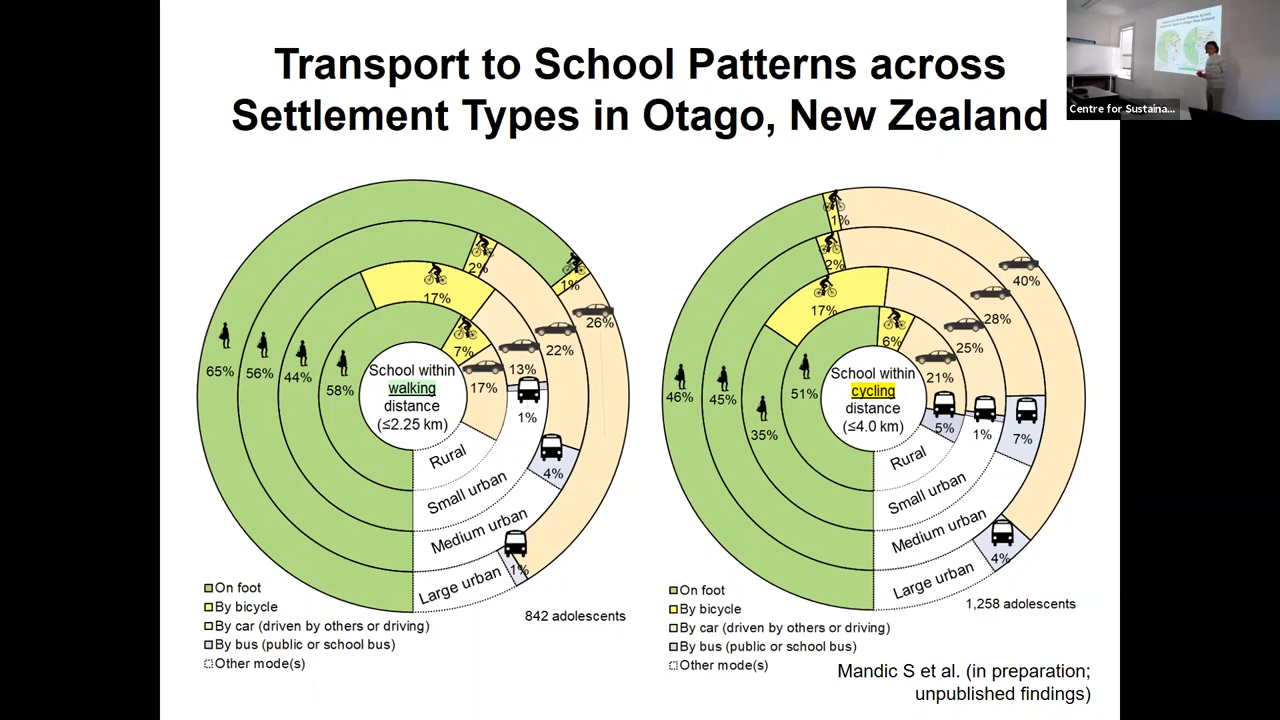 Transport to School Patterns across
Settlement Types in Otago, New Zealand
Centre for Sustaina...
65%
56%
44%
58%
17%
2%
1%
7%
26%
22%
13%
17%
1%
4%
1%
School within
walking
distance
(≤2.25 km)
Rural
Small urban
Medium urban
Large urban
On foot
By bicycle
By car (driven by others or driving)
By bus (public or school bus)
Other mode(s)
842 adolescents
46%
45%
35%
51%
1%
2%
17%
6%
40%
28%
25%
21%
5%
1%
7%
4%
School within
cycling
distance
(≤4.0 km)
Rural
Small urban
Medium urban
Large urban
On foot
By bicycle
By car (driven by others or driving)
By bus (public or school bus)
Other mode(s)
1,258 adolescents
Mandic S et al. (in preparation;
unpublished findings)